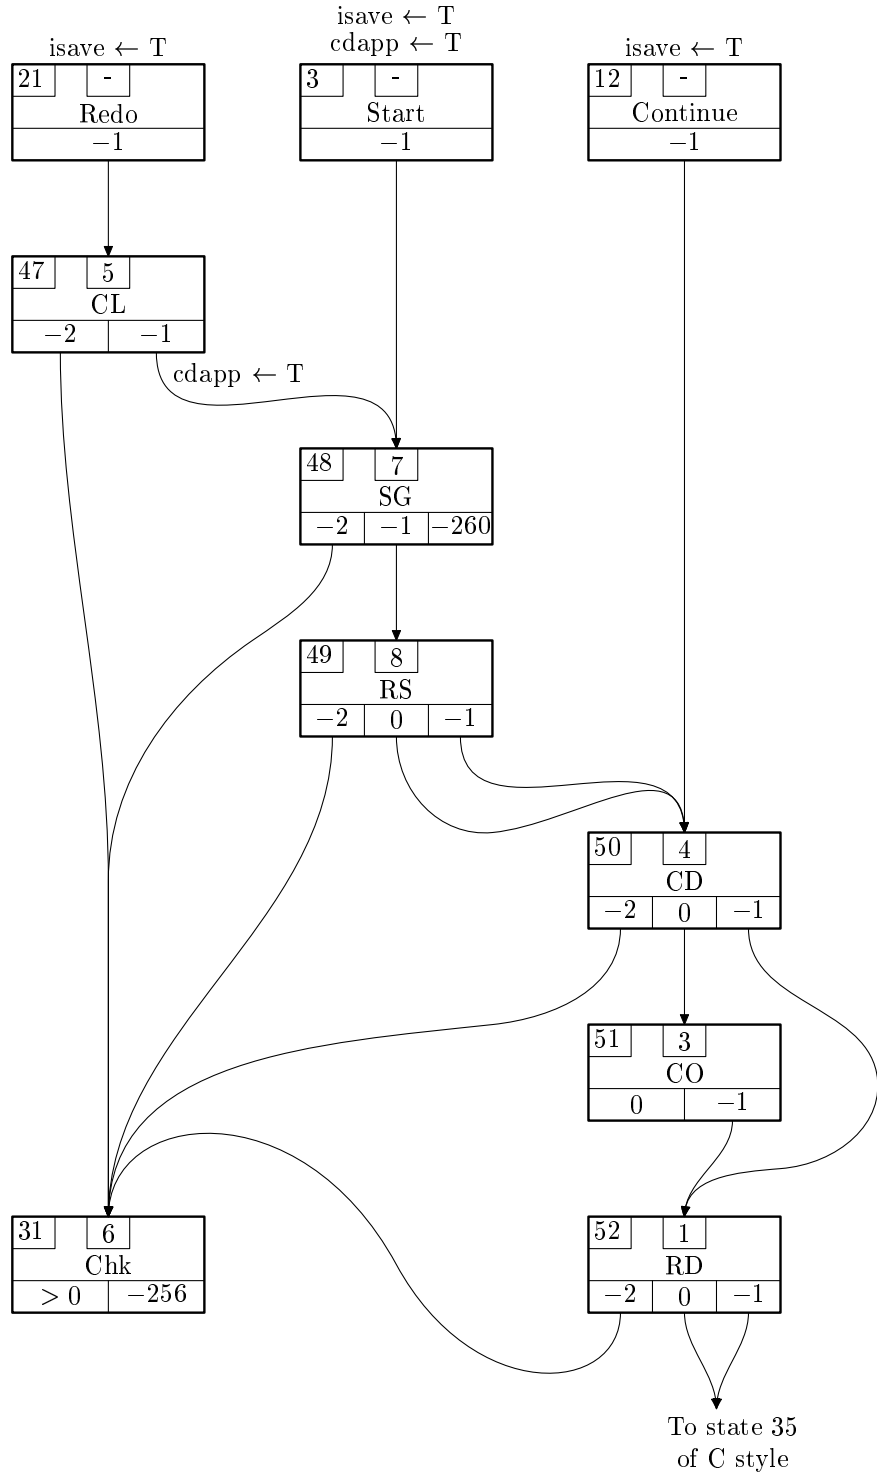 isave ← T
cdapp ← T
isave ← T
isave ← T
21 - Redo
−1
3 - Start
−1
12 - Continue
−1
47 5
CL
−2 −1
cdapp ← T
48 7
SG
−2 −1 −260
49 8
RS
−2 0 −1
50 4
CD
−2 0 −1
51 3
CO
0 −1
31 6
Chk
> 0 −256
52 1
RD
−2 0 −1
To state 35
of C style